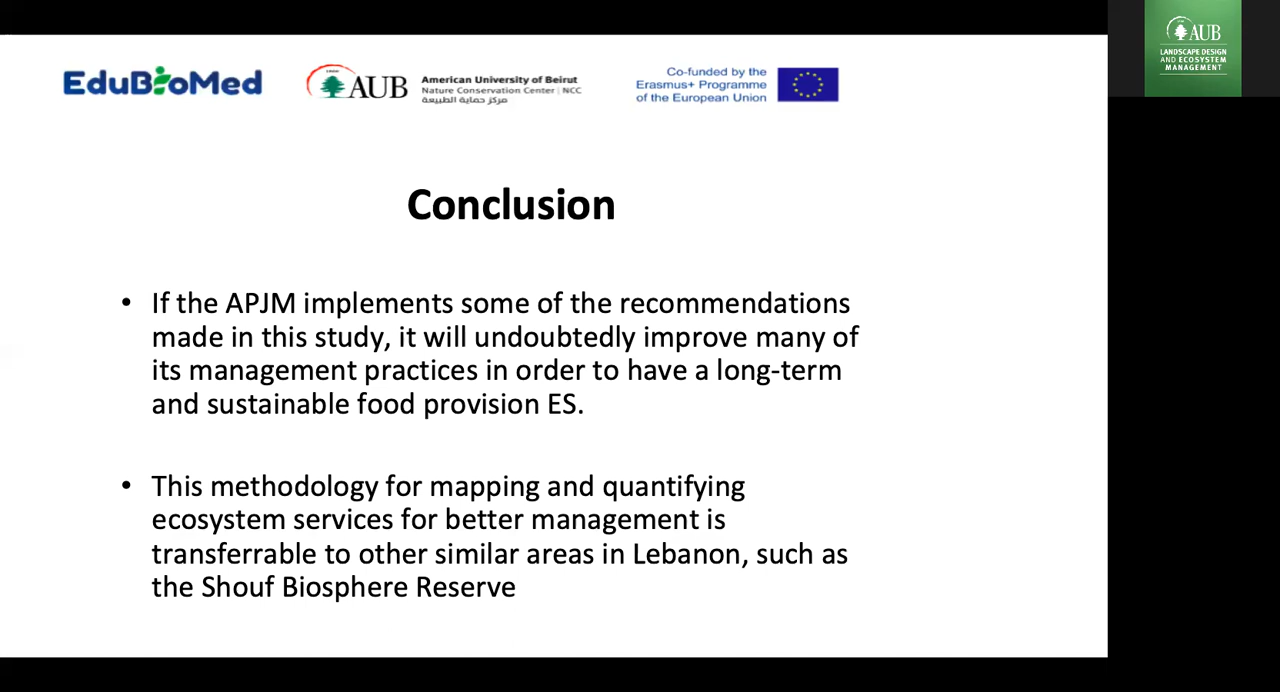 EduBioMed
AUB
American University of Beirut
Nature Conservation Center | NCC
مركز حماية الطبيعة
Co-funded by the
Erasmus+ Programme
of the European Union
AUB
LANDSCAPE DESIGN
AND ECOSYSTEM
MANAGEMENT
Conclusion
• If the APJM implements some of the recommendations
made in this study, it will undoubtedly improve many of
its management practices in order to have a long-term
and sustainable food provision ES.
• This methodology for mapping and quantifying
ecosystem services for better management is
transferrable to other similar areas in Lebanon, such as
the Shouf Biosphere Reserve